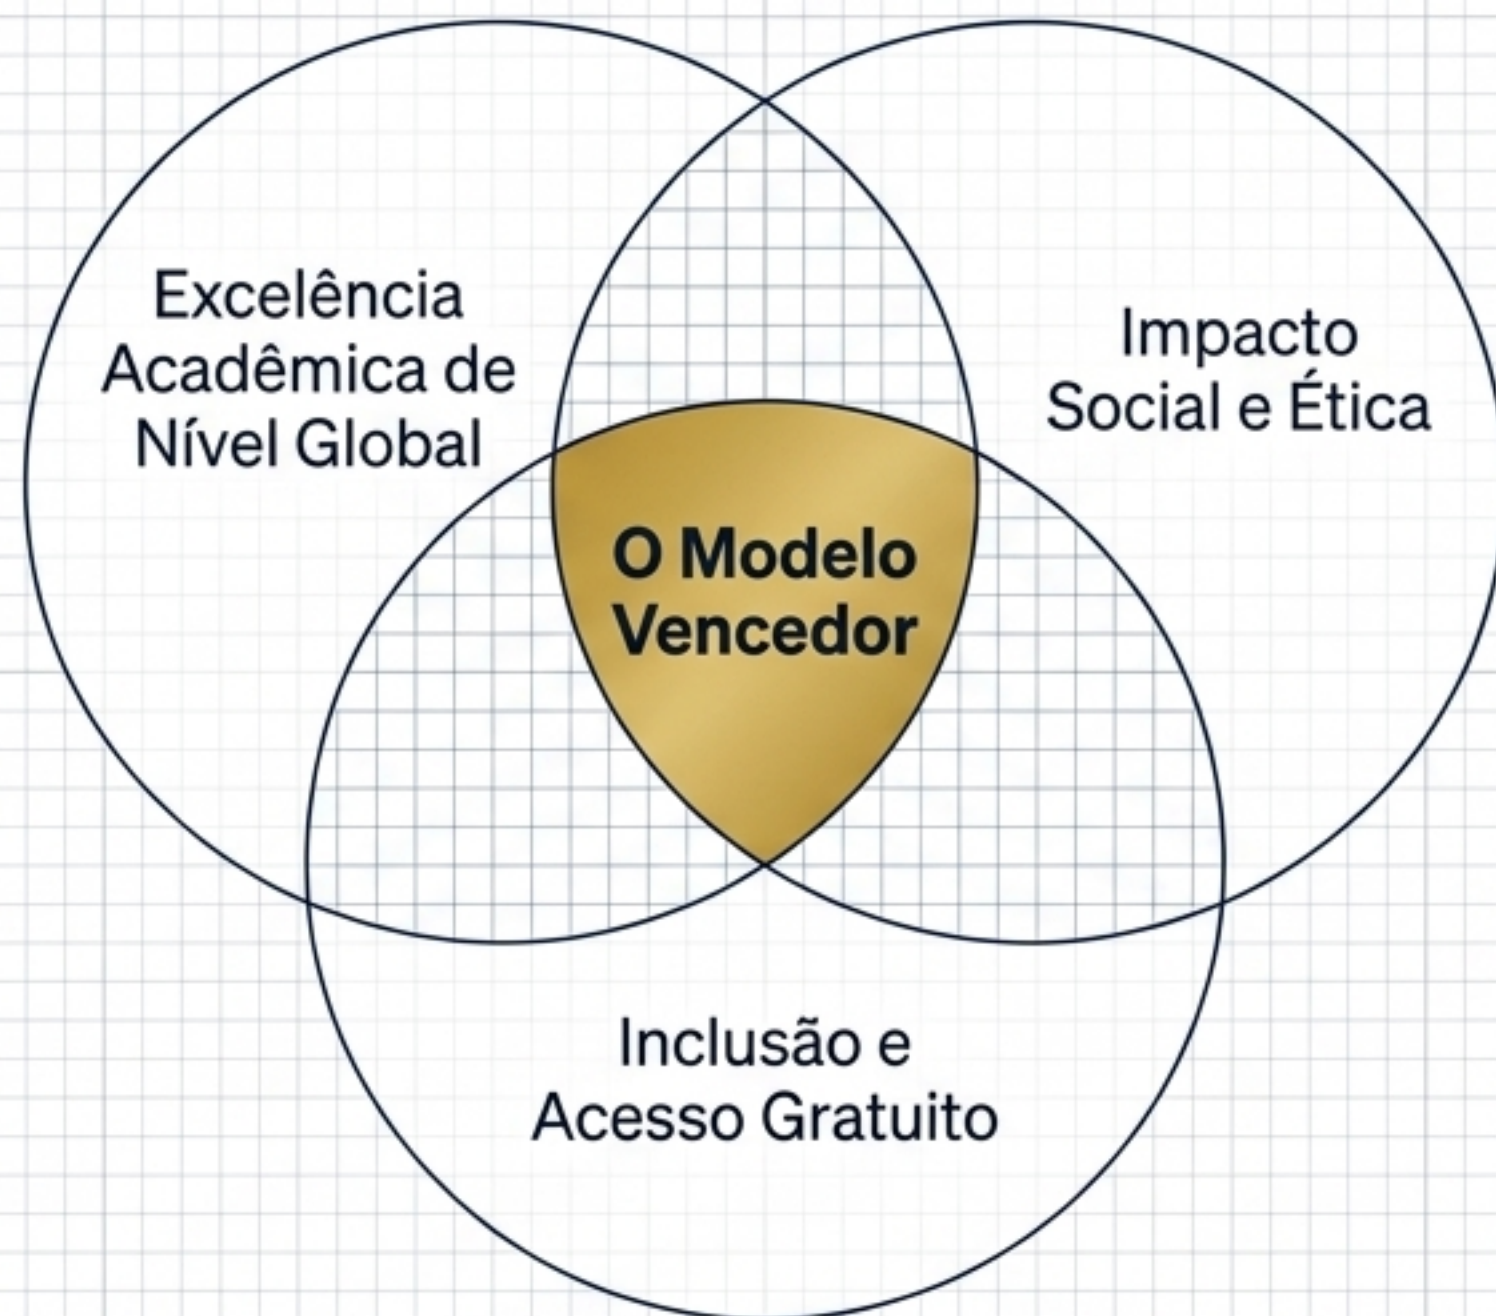 Excelência
Acadêmica de
Nível Global
Impacto
Social e Ética
O Modelo
Vencedor
Inclusão e
Acesso Gratuito